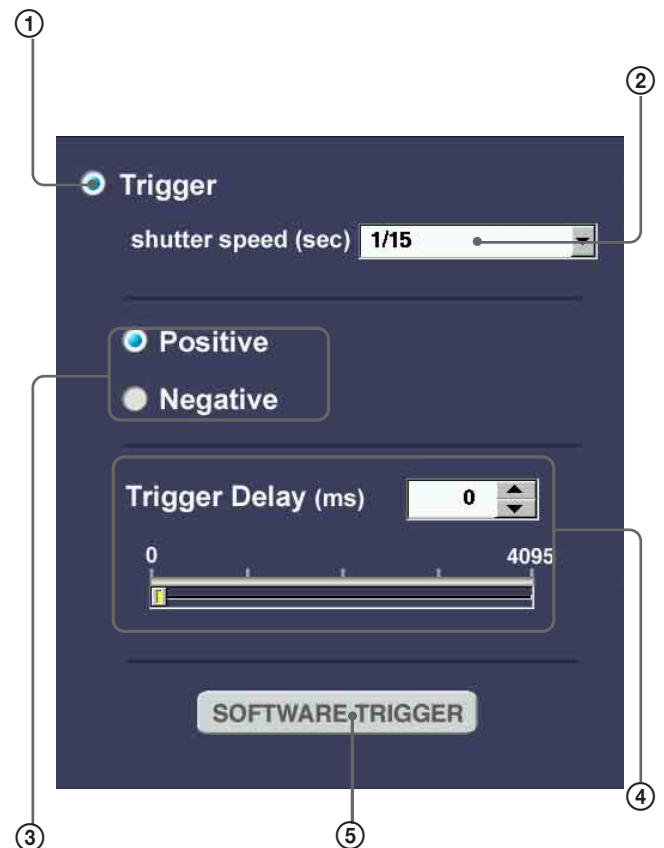 ①
②
Trigger
shutter speed (sec) 1/15
Positive
Negative
Trigger Delay (ms) 0
0 4095
SOFTWARE TRIGGER
④
③ ⑤